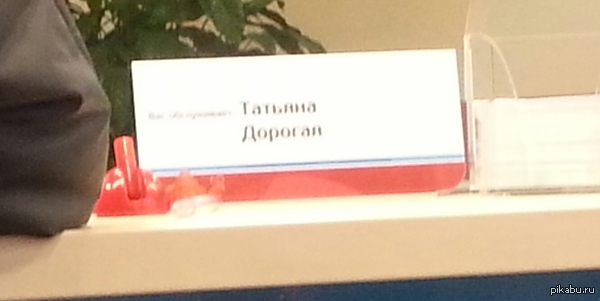 Вас обслуживает Татьяна
Дорогая
pikabu.ru